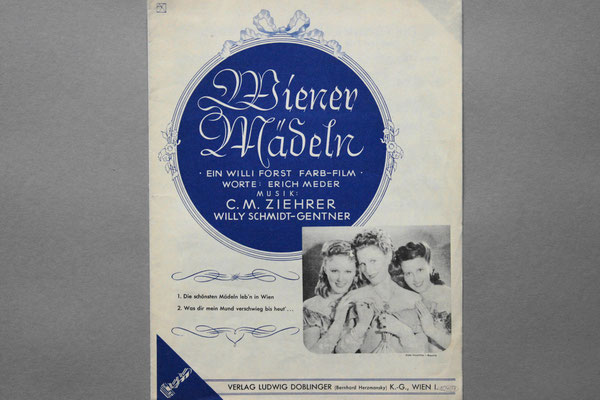 Wiener
Mädeln
· EIN WILLI FORST FARB-FILM ·
WORTE: ERICH MEDER
MUSIK:
C. M. ZIEHRER
WILLY SCHMIDT-GENTNER
1. Die schönsten Mädeln leb'n in Wien
2. Was dir mein Mund verschwieg bis heut' ...
VERLAG LUDWIG DOBLINGER (Bernhard Herzmansky) K.-G., WIEN I.